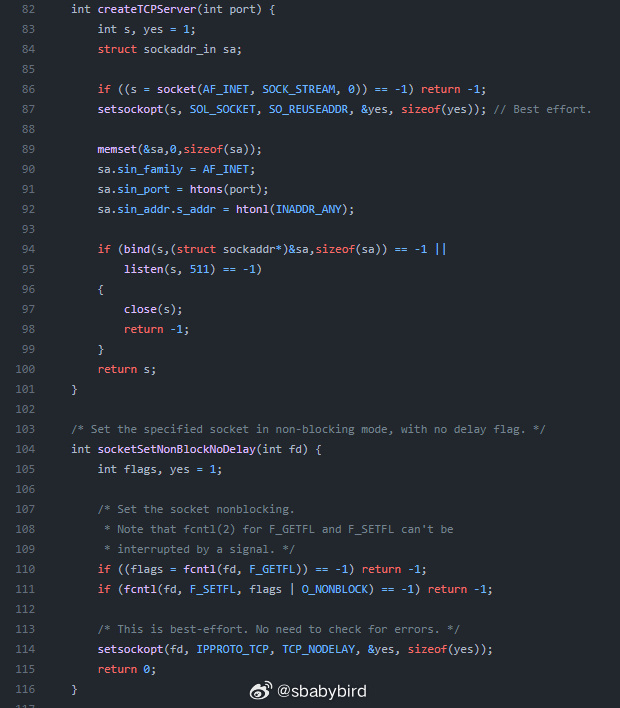 82 int createTCPServer(int port) {
83     int s, yes = 1;
84     struct sockaddr_in sa;
85
86     if ((s = socket(AF_INET, SOCK_STREAM, 0)) == -1) return -1;
87     setsockopt(s, SOL_SOCKET, SO_REUSEADDR, &yes, sizeof(yes)); // Best effort.
88
89     memset(&sa,0,sizeof(sa));
90     sa.sin_family = AF_INET;
91     sa.sin_port = htons(port);
92     sa.sin_addr.s_addr = htonl(INADDR_ANY);
93
94     if (bind(s,(struct sockaddr*)&sa,sizeof(sa)) == -1 ||
95         listen(s, 511) == -1)
96     {
97         close(s);
98         return -1;
99     }
100     return s;
101 }
102
103 /* Set the specified socket in non-blocking mode, with no delay flag. */
104 int socketSetNonBlockNoDelay(int fd) {
105     int flags, yes = 1;
106
107     /* Set the socket nonblocking.
108      * Note that fcntl(2) for F_GETFL and F_SETFL can't be
109      * interrupted by a signal. */
110     if ((flags = fcntl(fd, F_GETFL)) == -1) return -1;
111     if (fcntl(fd, F_SETFL, flags | O_NONBLOCK) == -1) return -1;
112
113     /* This is best-effort. No need to check for errors. */
114     setsockopt(fd, IPPROTO_TCP, TCP_NODELAY, &yes, sizeof(yes));
115     return 0;
116 }
@sbabybird